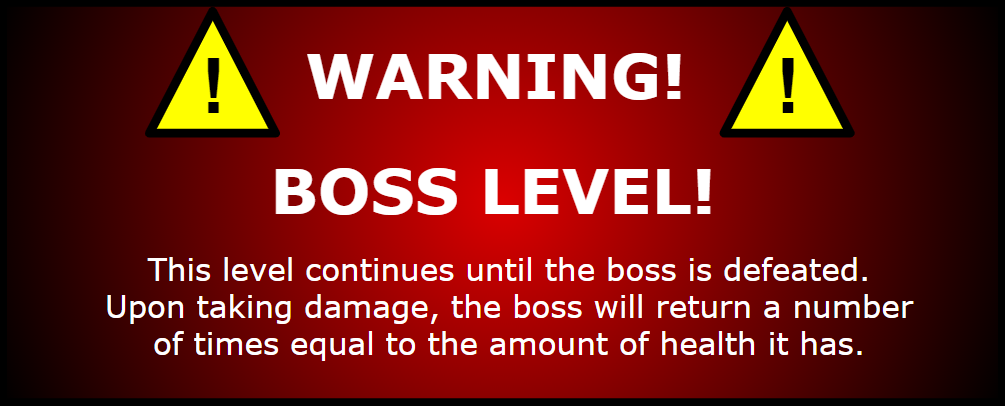 ! WARNING! !
BOSS LEVEL!
This level continues until the boss is defeated.
Upon taking damage, the boss will return a number
of times equal to the amount of health it has.